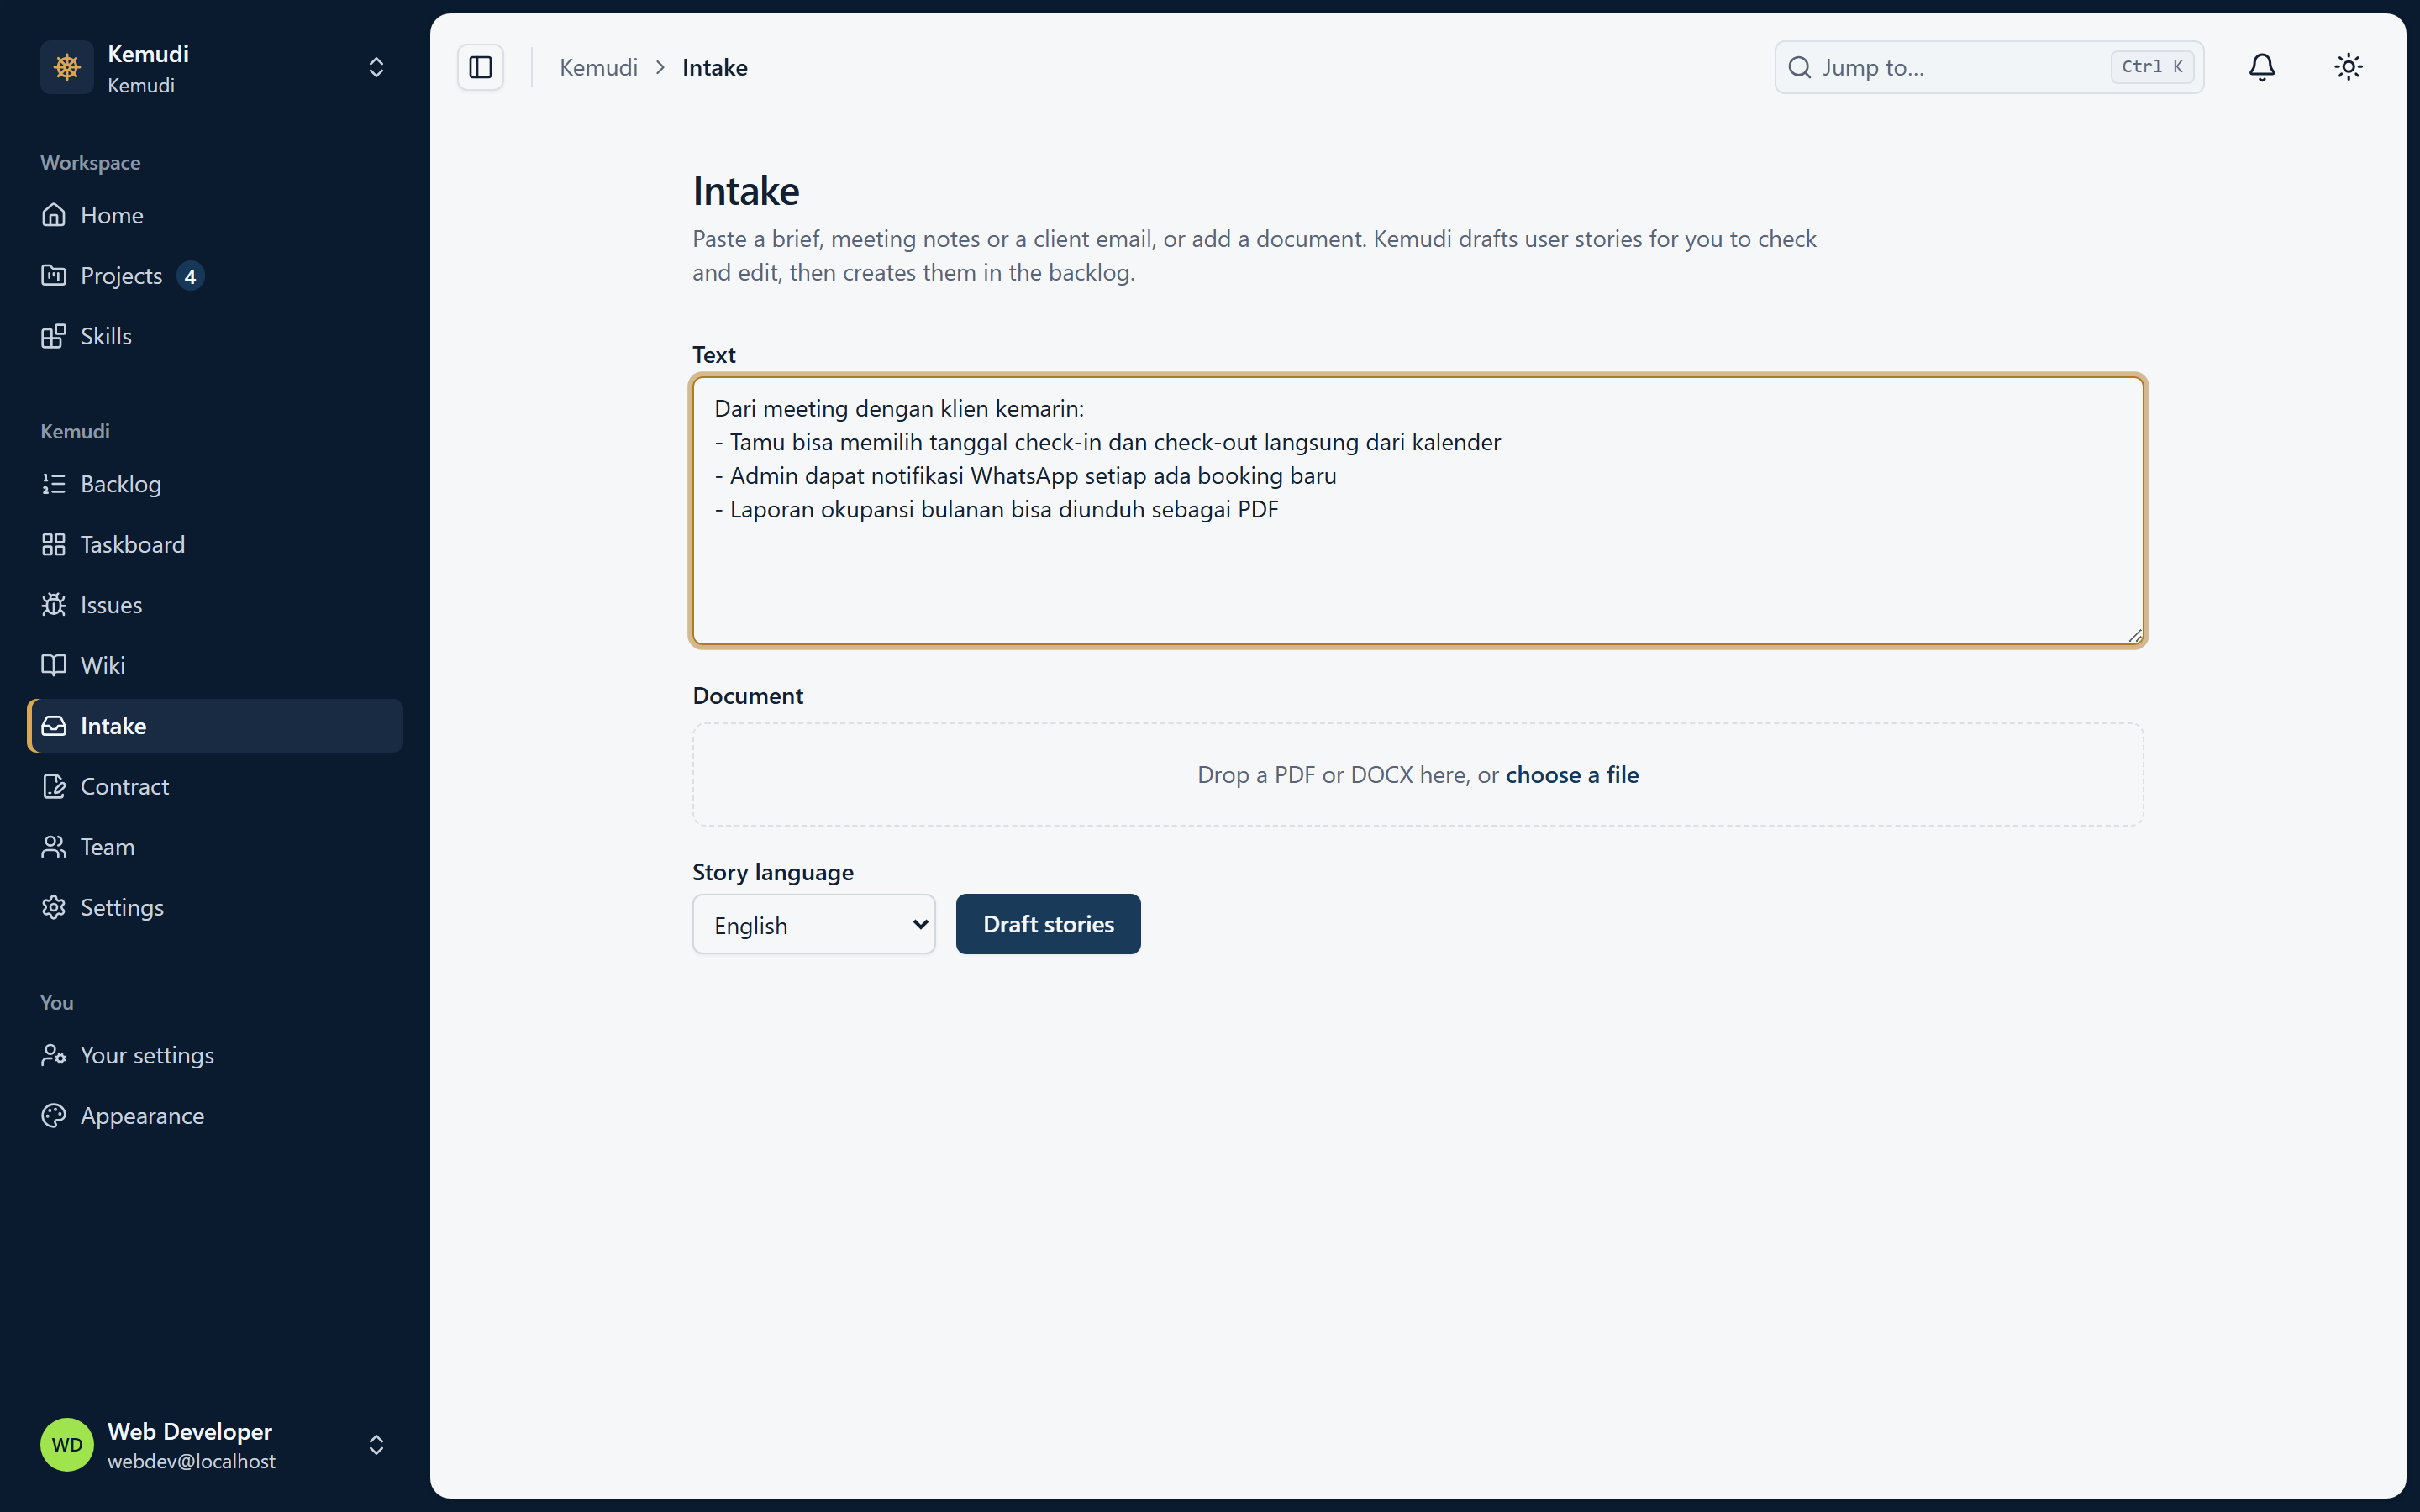 Kemudi
Kemudi
Workspace
Home
Projects 4
Skills
Kemudi
Backlog
Taskboard
Issues
Wiki
Intake
Contract
Team
Settings
You
Your settings
Appearance
WD
Web Developer
webdev@localhost
Kemudi > Intake
Jump to...
Ctrl K
Intake
Paste a brief, meeting notes or a client email, or add a document. Kemudi drafts user stories for you to check
and edit, then creates them in the backlog.
Text
Dari meeting dengan klien kemarin:
- Tamu bisa memilih tanggal check-in dan check-out langsung dari kalender
- Admin dapat notifikasi WhatsApp setiap ada booking baru
- Laporan okupansi bulanan bisa diunduh sebagai PDF
Document
Drop a PDF or DOCX here, or choose a file
Story language
English
Draft stories